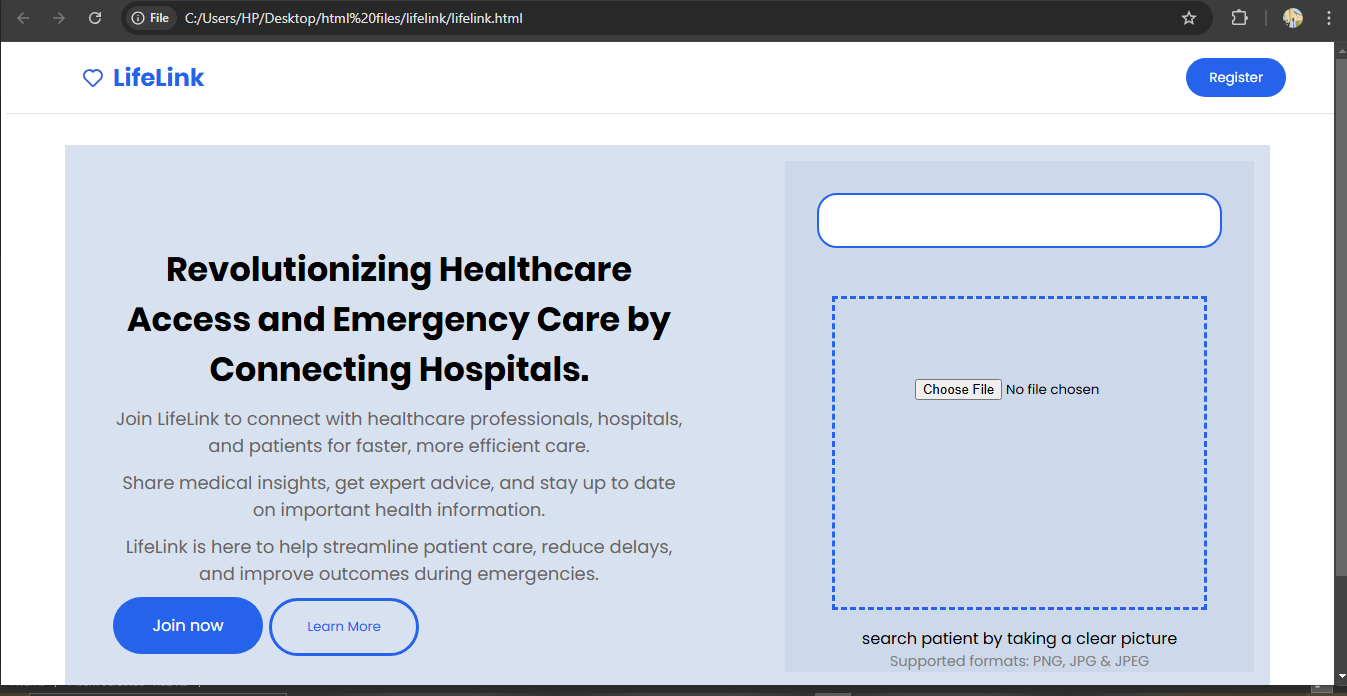 File C:/Users/HP/Desktop/html%20files/lifelink/lifelink.html
LifeLink
Register
Revolutionizing Healthcare
Access and Emergency Care by
Connecting Hospitals.
Join LifeLink to connect with healthcare professionals, hospitals,
and patients for faster, more efficient care.
Share medical insights, get expert advice, and stay up to date
on important health information.
LifeLink is here to help streamline patient care, reduce delays,
and improve outcomes during emergencies.
Join now Learn More
Choose File No file chosen
search patient by taking a clear picture
Supported formats: PNG, JPG & JPEG